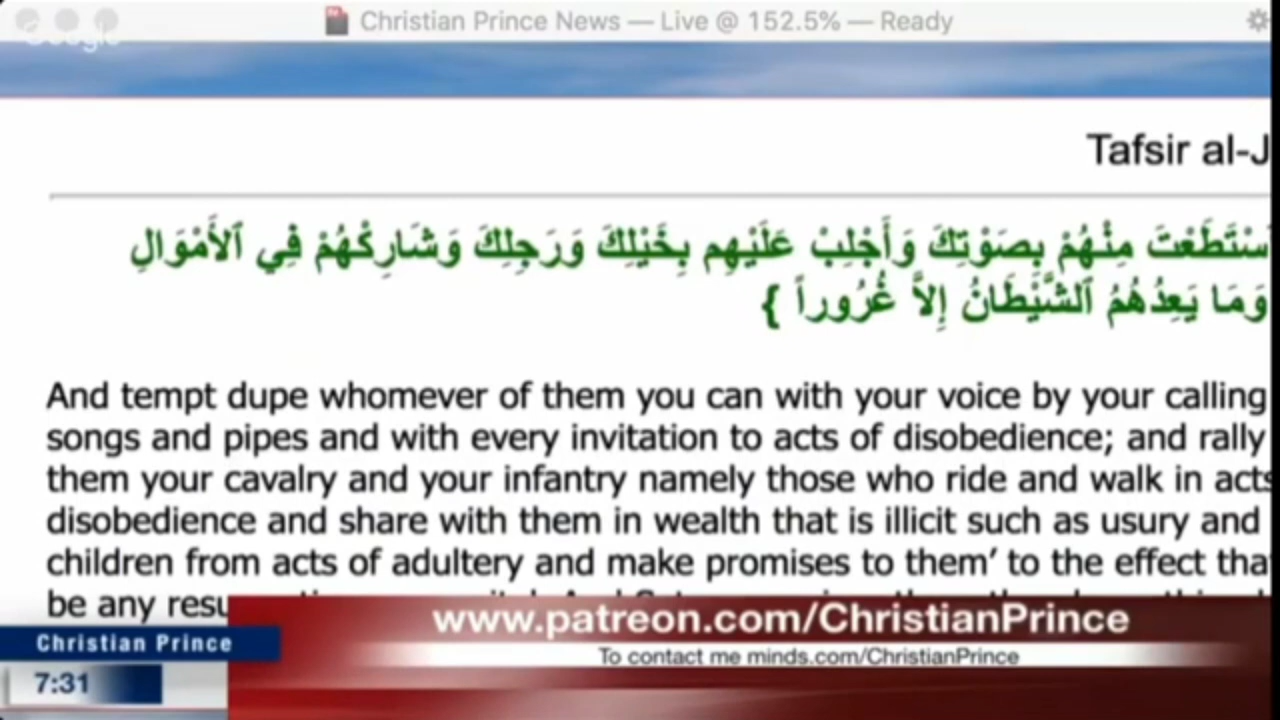 Christian Prince News — Live @ 152.5% — Ready
Google
Tafsir al-J
سْتَطَعْتَ مِنْهُمْ بِصَوْتِكَ وَأَجْلِبْ عَلَيْهِم بِخَيْلِكَ وَرَجِلِكَ وَشَارِكْهُمْ فِي ٱلأَمْوَالِ
وَمَا يَعِدُهُمُ ٱلشَّيْطَانُ إِلاَّ غُرُوراً }
And tempt dupe whomever of them you can with your voice by your calling
songs and pipes and with every invitation to acts of disobedience; and rally
them your cavalry and your infantry namely those who ride and walk in acts
disobedience and share with them in wealth that is illicit such as usury and
children from acts of adultery and make promises to them’ to the effect tha
be any resu
www.patreon.com/ChristianPrince
Christian Prince
To contact me minds.com/ChristianPrince
7:31